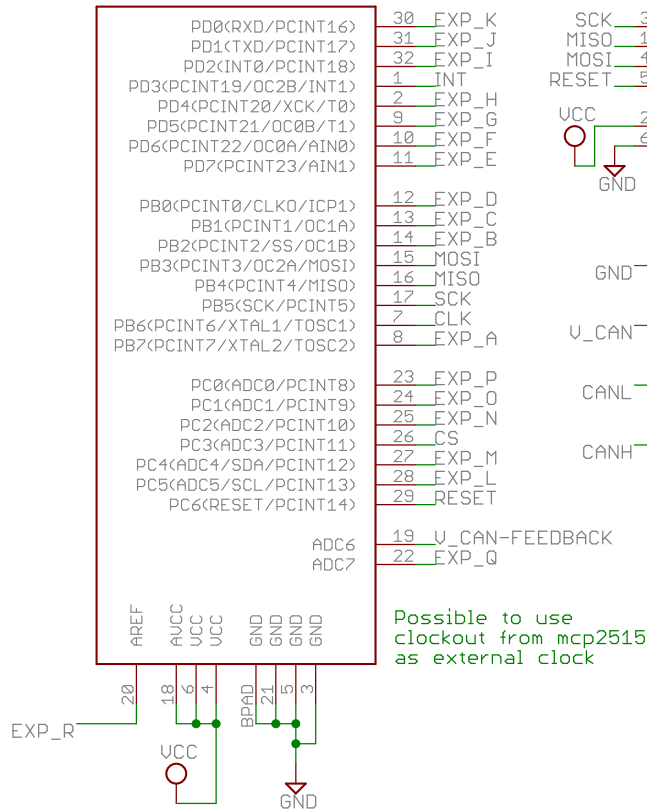 PD0(RXD/PCINT16) 30 EXP_K
PD1(TXD/PCINT17) 31 EXP_J
PD2(INT0/PCINT18) 32 EXP_I
PD3(PCINT19/OC2B/INT1) 1 INT
PD4(PCINT20/XCK/T0) 2 EXP_H
PD5(PCINT21/OC0B/T1) 9 EXP_G
PD6(PCINT22/OC0A/AIN0) 10 EXP_F
PD7(PCINT23/AIN1) 11 EXP_E
PB0(PCINT0/CLKO/ICP1) 12 EXP_D
PB1(PCINT1/OC1A) 13 EXP_C
PB2(PCINT2/SS/OC1B) 14 EXP_B
PB3(PCINT3/OC2A/MOSI) 15 MOSI
PB4(PCINT4/MISO) 16 MISO
PB5(SCK/PCINT5) 17 SCK
PB6(PCINT6/XTAL1/TOSC1) 7 CLK
PB7(PCINT7/XTAL2/TOSC2) 8 EXP_A
PC0(ADC0/PCINT8) 23 EXP_P
PC1(ADC1/PCINT9) 24 EXP_O
PC2(ADC2/PCINT10) 25 EXP_N
PC3(ADC3/PCINT11) 26 CS
PC4(ADC4/SDA/PCINT12) 27 EXP_M
PC5(ADC5/SCL/PCINT13) 28 EXP_L
PC6(RESET/PCINT14) 29 RESET
ADC6 19 V_CAN-FEEDBACK
ADC7 22 EXP_Q
AREF AVCC VCC VCC GND GND GND GND
20 18 6 4 BPAD 21 5 3
EXP_R
VCC
GND
Possible to use
clockout from mcp2515
as external clock
SCK 3
MISO 1
MOSI 4
RESET 5
VCC 2
6
GND
GND
V_CAN
CANL
CANH